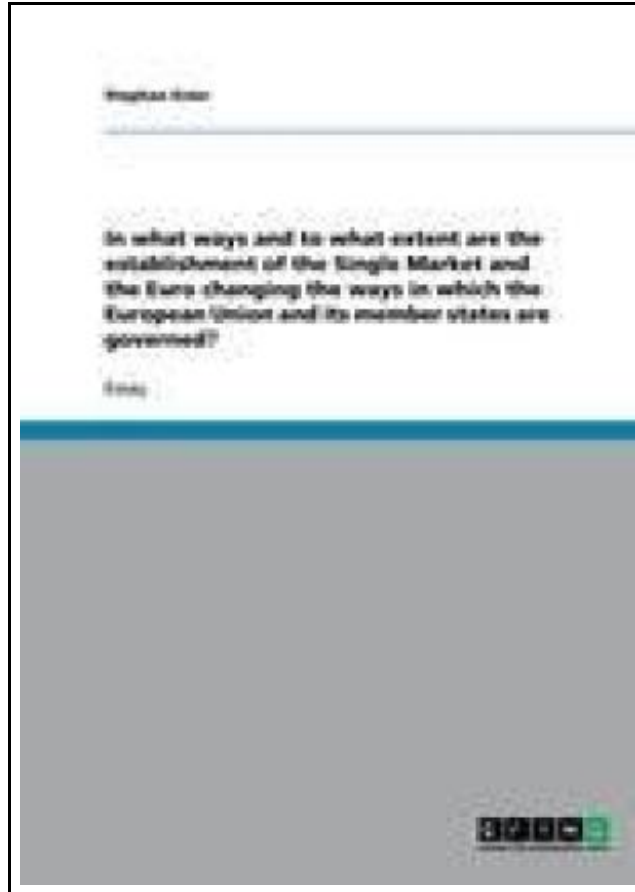 Stephan
In what ways and to what extent are the
establishment of the Single Market and
the Euro changing the ways in which the
European Union and its member states are
governed?
Essay